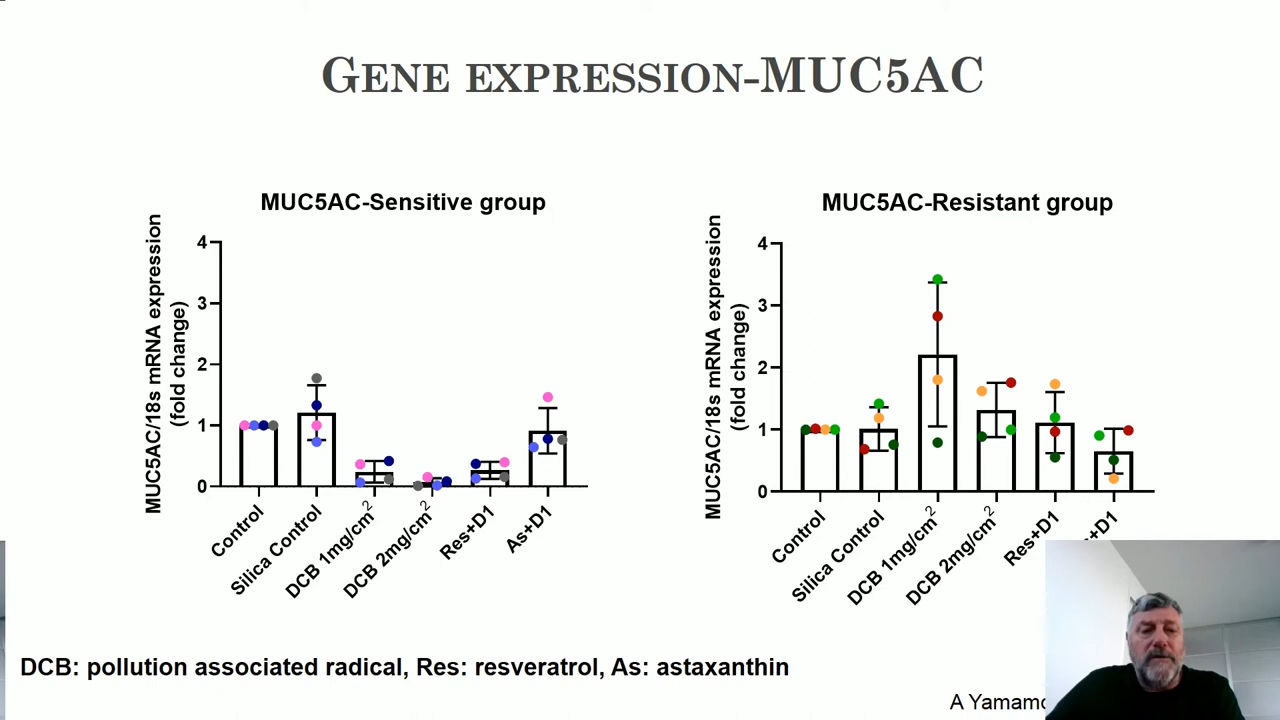 GENE EXPRESSION-MUC5AC
MUC5AC-Sensitive group
MUC5AC/18s mRNA expression
(fold change)
4
3
2
1
0
Control
Silica Control
DCB 1mg/cm²
DCB 2mg/cm²
Res+D1
As+D1
MUC5AC-Resistant group
MUC5AC/18s mRNA expression
(fold change)
4
3
2
1
0
Control
Silica Control
DCB 1mg/cm²
DCB 2mg/cm²
Res+D1
+D1
DCB: pollution associated radical, Res: resveratrol, As: astaxanthin
A